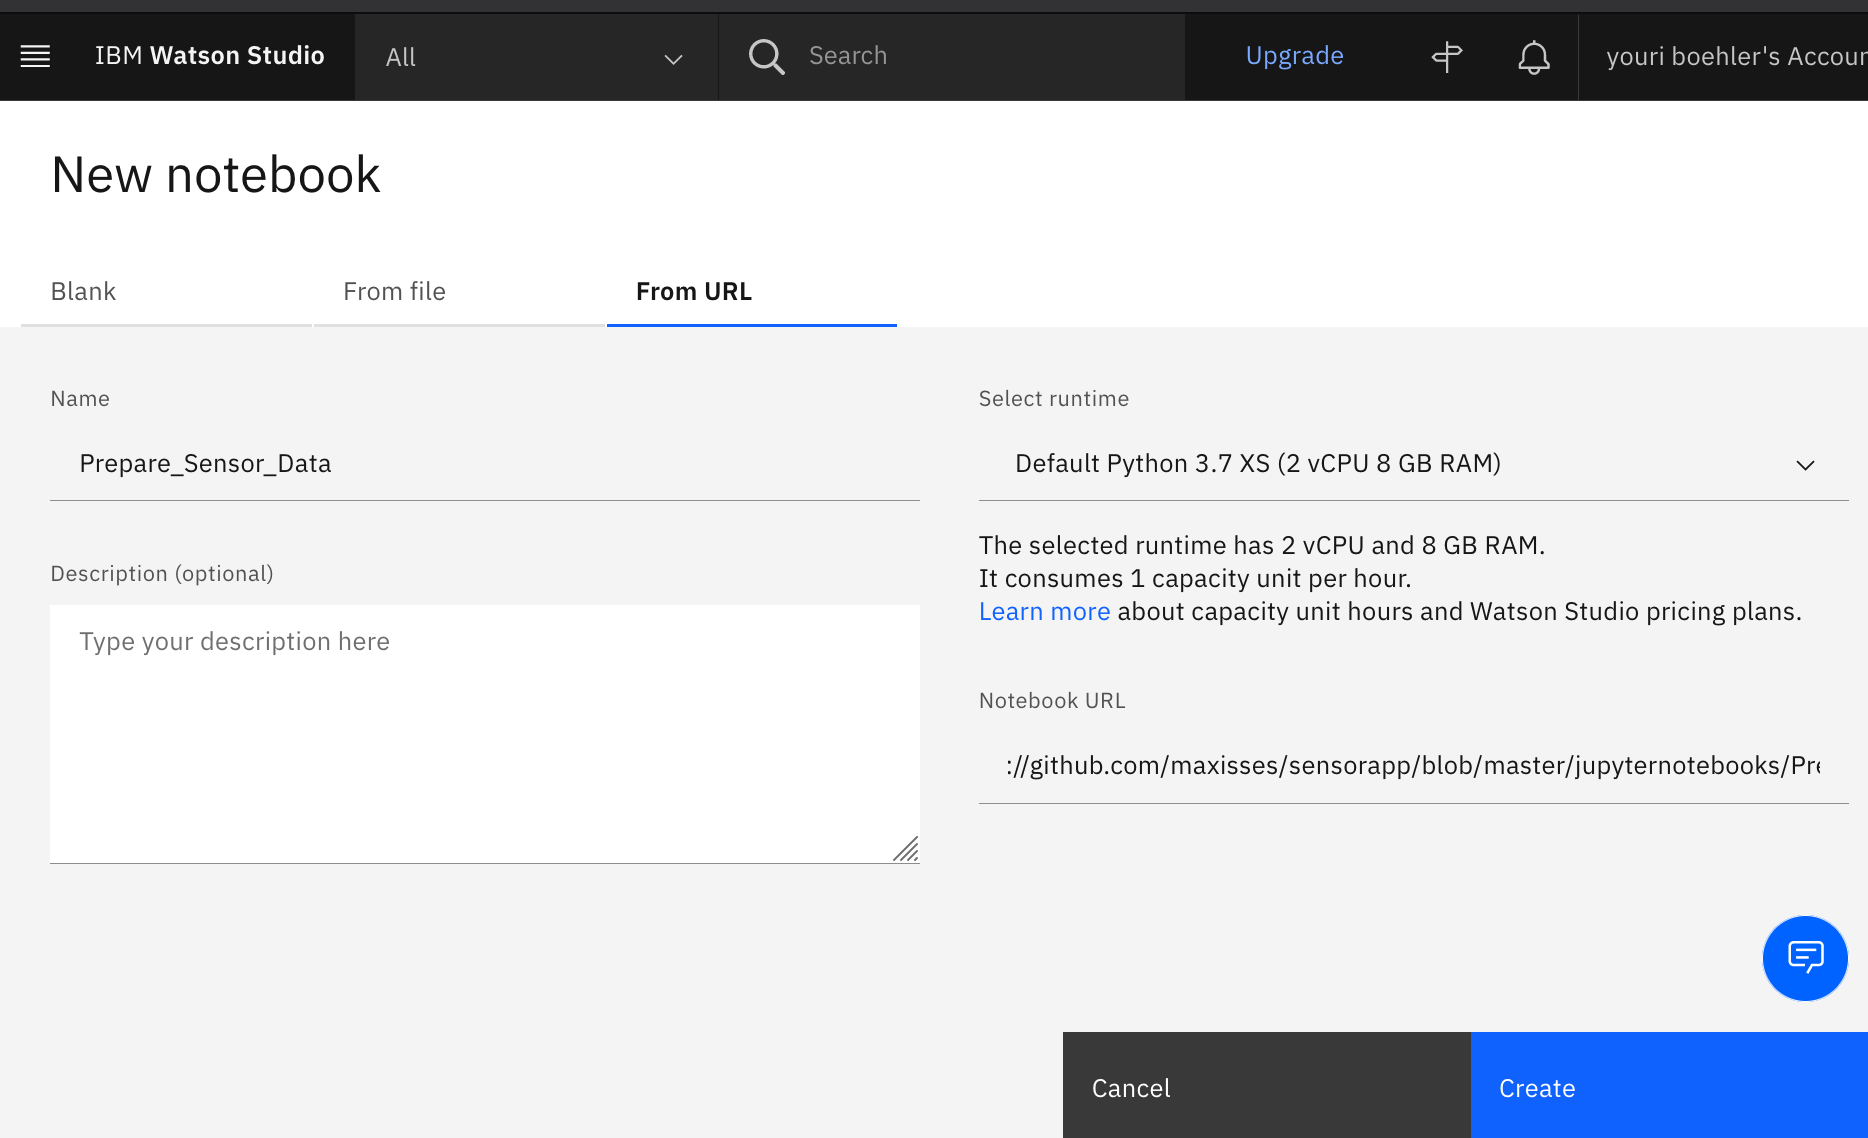 IBM Watson Studio
All
Search
Upgrade
youri boehler's
New notebook
Blank
From file
From URL
Name
Prepare_Sensor_Data
Description (optional)
Type your description here
Select runtime
Default Python 3.7 XS (2 vCPU 8 GB RAM)
The selected runtime has 2 vCPU and 8 GB RAM.
It consumes 1 capacity unit per hour.
Learn more about capacity unit hours and Watson Studio pricing plans.
Notebook URL
://github.com/maxisses/sensorapp/blob/master/jupyternotebooks/Pre
Cancel
Create